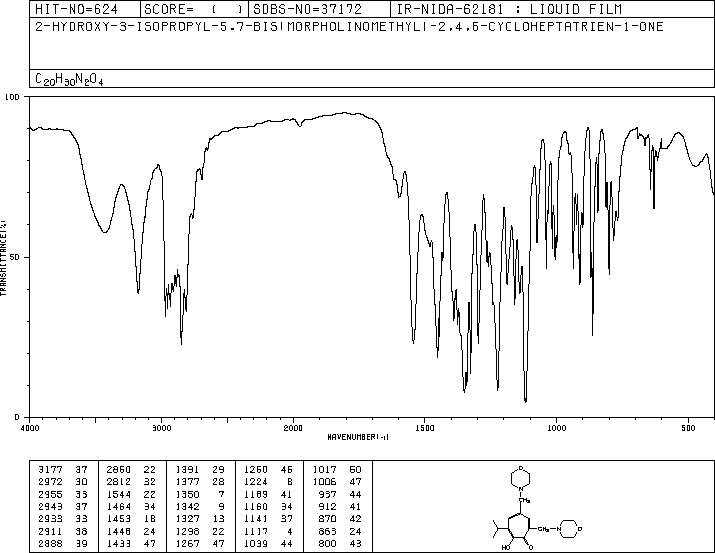 HIT-NO=624 SCORE= ( ) SDBS-NO=37172 IR-NIDA-62181 : LIQUID FILM
2-HYDROXY-3-ISOPROPYL-5,7-BIS(MORPHOLINOMETHYL)-2,4,6-CYCLOHEPTATRIEN-1-ONE
C20H30N2O4
100
50
0
TRANSMITTANCE(%)
4000 3000 2000 1500 1000 500
WAVENUMBER(-1)
3177 37 2860 22 1391 29 1260 46 1017 50
2972 30 2812 32 1377 28 1224 8 1006 47
2955 33 1544 22 1350 7 1189 41 937 44
2943 37 1464 34 1342 9 1160 34 912 41
2933 33 1453 18 1327 13 1141 37 870 42
2911 38 1448 24 1298 22 1117 4 863 24
2888 39 1433 47 1267 47 1039 44 800 43
O
N
CH2
CH2-N
O
HO
O